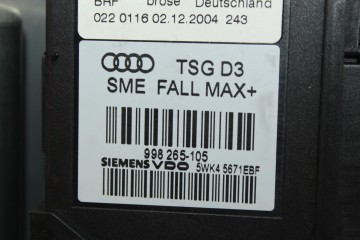 BAF brose Deutschland
022 0116 02.12.2004 243
TSG D3
SME FALL MAX+
998 265-105
SIEMENS VDO 5WK4 5671EBF